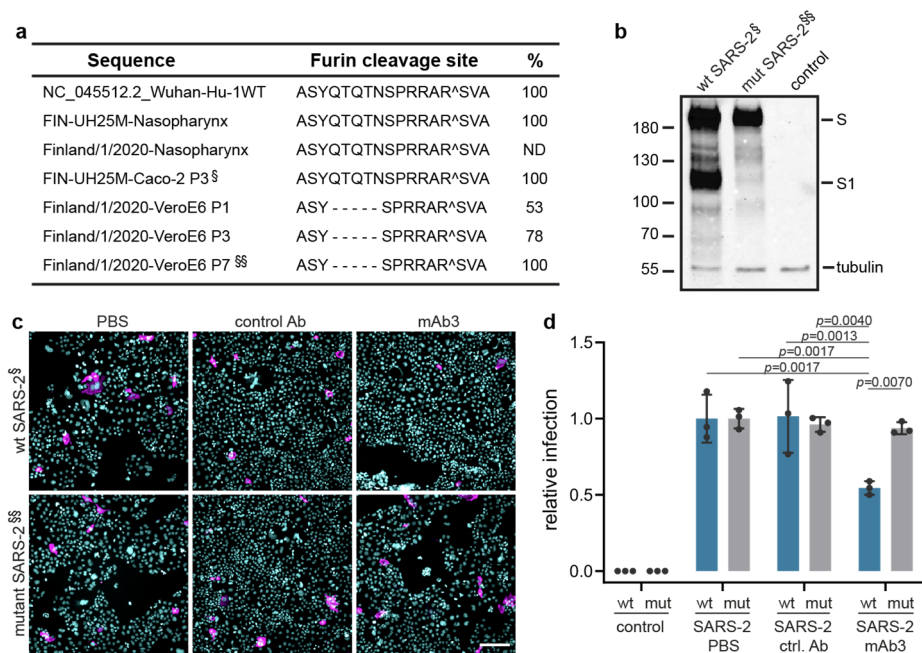 a
Sequence Furin cleavage site %
NC_045512.2_Wuhan-Hu-1WT ASYQTQTNSPRRAR^SVA 100
FIN-UH25M-Nasopharynx ASYQTQTNSPRRAR^SVA 100
Finland/1/2020-Nasopharynx ASYQTQTNSPRRAR^SVA ND
FIN-UH25M-Caco-2 P3 § ASYQTQTNSPRRAR^SVA 100
Finland/1/2020-VeroE6 P1 ASY - - - - - SPRRAR^SVA 53
Finland/1/2020-VeroE6 P3 ASY - - - - - SPRRAR^SVA 78
Finland/1/2020-VeroE6 P7 §§ ASY - - - - - SPRRAR^SVA 100
b
wt SARS-2§
mut SARS-2§§
control
180
130
100
70
55
S
S1
tubulin
c
PBS control Ab mAb3
wt SARS-2§
mutant SARS-2§§
d
relative infection
1.5
1.0
0.5
0.0
p=0.0040
p=0.0013
p=0.0017
p=0.0017
p=0.0070
wt mut wt mut wt mut wt mut
control SARS-2 SARS-2 SARS-2
PBS ctrl. Ab mAb3